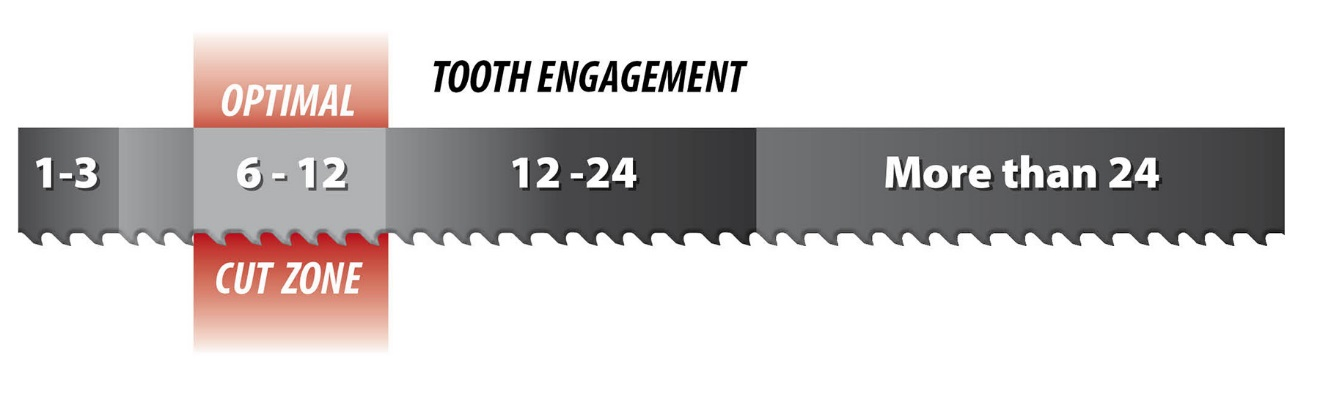 OPTIMAL
TOOTH ENGAGEMENT
1-3
6 - 12
12 -24
More than 24
CUT ZONE